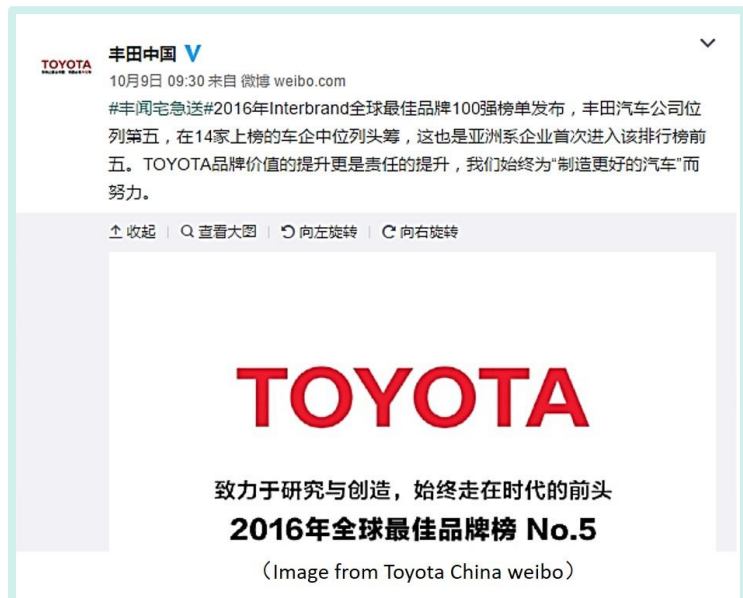 TOYOTA
丰田中国 V
10月9日 09:30 来自 微博 weibo.com
#丰闻宅急送#2016年Interbrand全球最佳品牌100强榜单发布，丰田汽车公司位
列第五，在14家上榜的车企中位列头筹，这也是亚洲系企业首次进入该排行榜前
五。TOYOTA品牌价值的提升更是责任的提升，我们始终为“制造更好的汽车”而
努力。
收起 查看大图 向左旋转 向右旋转
TOYOTA
致力于研究与创造，始终走在时代的前头
2016年全球最佳品牌榜 No.5
（Image from Toyota China weibo）